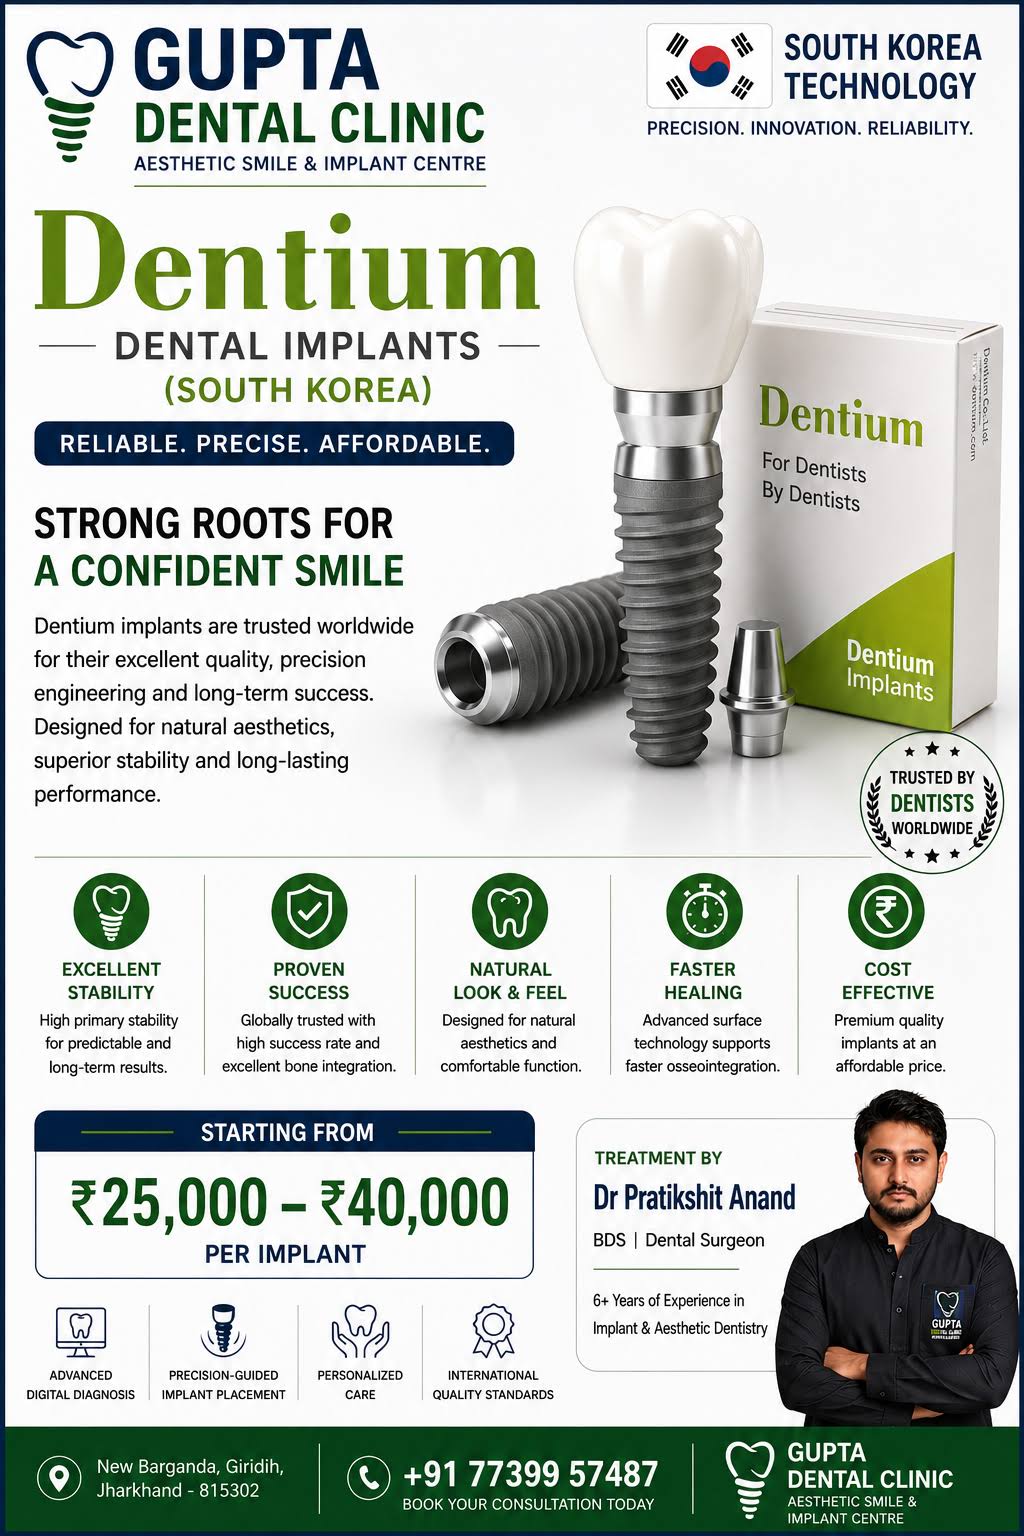 GUPTA
DENTAL CLINIC
AESTHETIC SMILE & IMPLANT CENTRE
SOUTH KOREA
TECHNOLOGY
PRECISION. INNOVATION. RELIABILITY.
Dentium
DENTAL IMPLANTS
(SOUTH KOREA)
RELIABLE. PRECISE. AFFORDABLE.
STRONG ROOTS FOR
A CONFIDENT SMILE
Dentium implants are trusted worldwide
for their excellent quality, precision
engineering and long-term success.
Designed for natural aesthetics,
superior stability and long-lasting
performance.
Dentium
For Dentists
By Dentists
Dentium
Implants
TRUSTED BY
DENTISTS
WORLDWIDE
EXCELLENT
STABILITY
High primary stability
for predictable and
long-term results.
PROVEN
SUCCESS
Globally trusted with
high success rate and
excellent bone integration.
NATURAL
LOOK & FEEL
Designed for natural
aesthetics and
comfortable function.
FASTER
HEALING
Advanced surface
technology supports
faster osseointegration.
₹
COST
EFFECTIVE
Premium quality
implants at an
affordable price.
STARTING FROM
₹25,000 – ₹40,000
PER IMPLANT
TREATMENT BY
Dr Pratikshit Anand
BDS | Dental Surgeon
6+ Years of Experience in
Implant & Aesthetic Dentistry
GUPTA
ADVANCED
DIGITAL DIAGNOSIS
PRECISION-GUIDED
IMPLANT PLACEMENT
PERSONALIZED
CARE
INTERNATIONAL
QUALITY STANDARDS
New Barganda, Giridih,
Jharkhand - 815302
+91 77399 57487
BOOK YOUR CONSULTATION TODAY
GUPTA
DENTAL CLINIC
AESTHETIC SMILE &
IMPLANT CENTRE